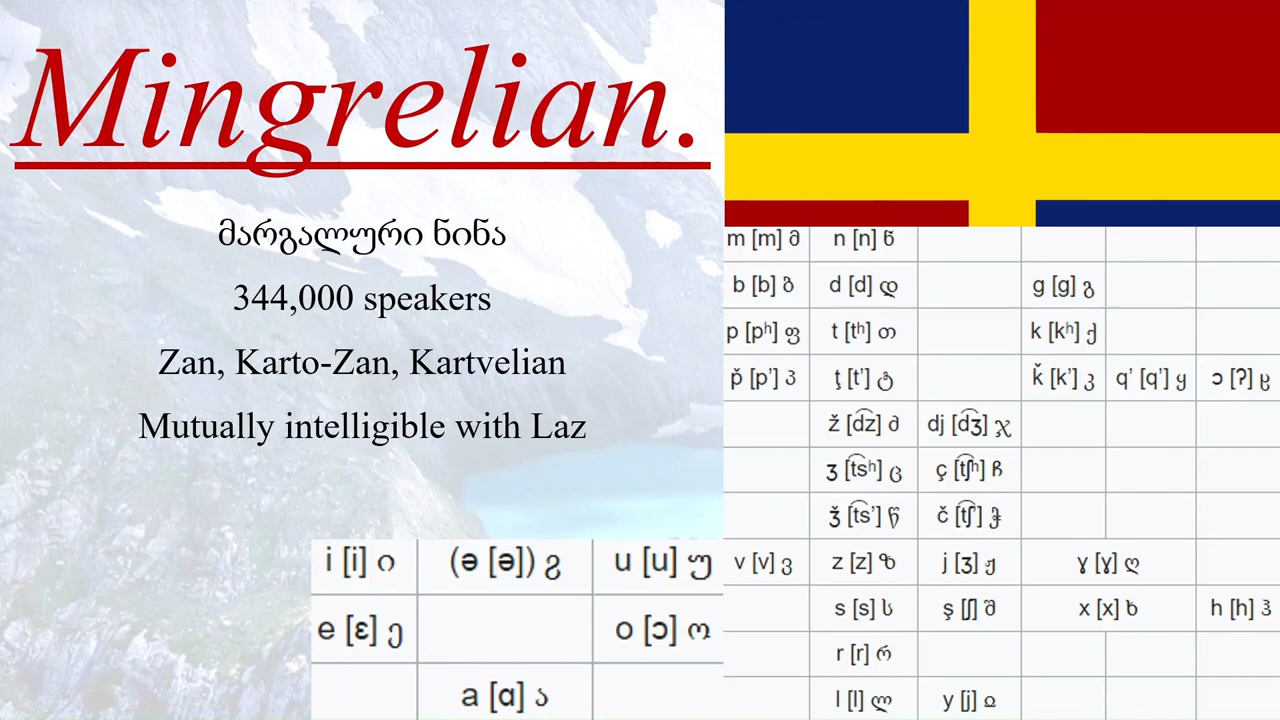 Mingrelian.
მარგალური ნინა
344,000 speakers
Zan, Karto-Zan, Kartvelian
Mutually intelligible with Laz
i [i] ი (ə [ə]) ჷ u [u] უ
e [ɛ] ე o [ɔ] ო
a [ɑ] ა
m [m] მ n [n] ნ
b [b] ბ d [d] დ g [g] გ
p [pʰ] ფ t [tʰ] თ k [kʰ] ქ
p̌ [p’] პ ţ [t’] ტ ǩ [k’] კ q’ [q’] ყ ɔ [ʔ] ჸ
ž [d͡z] ძ dj [d͡ʒ] ჯ
ʒ [t͡sʰ] ც ç [t͡ʃʰ] ჩ
ǯ [t͡s’] წ č [t͡ʃ’] ჭ
v [v] ვ z [z] ზ j [ʒ] ჟ ɣ [ɣ] ღ
s [s] ს ş [ʃ] შ x [x] ხ h [h] ჰ
r [r] რ
l [l] ლ y [j] ჲ